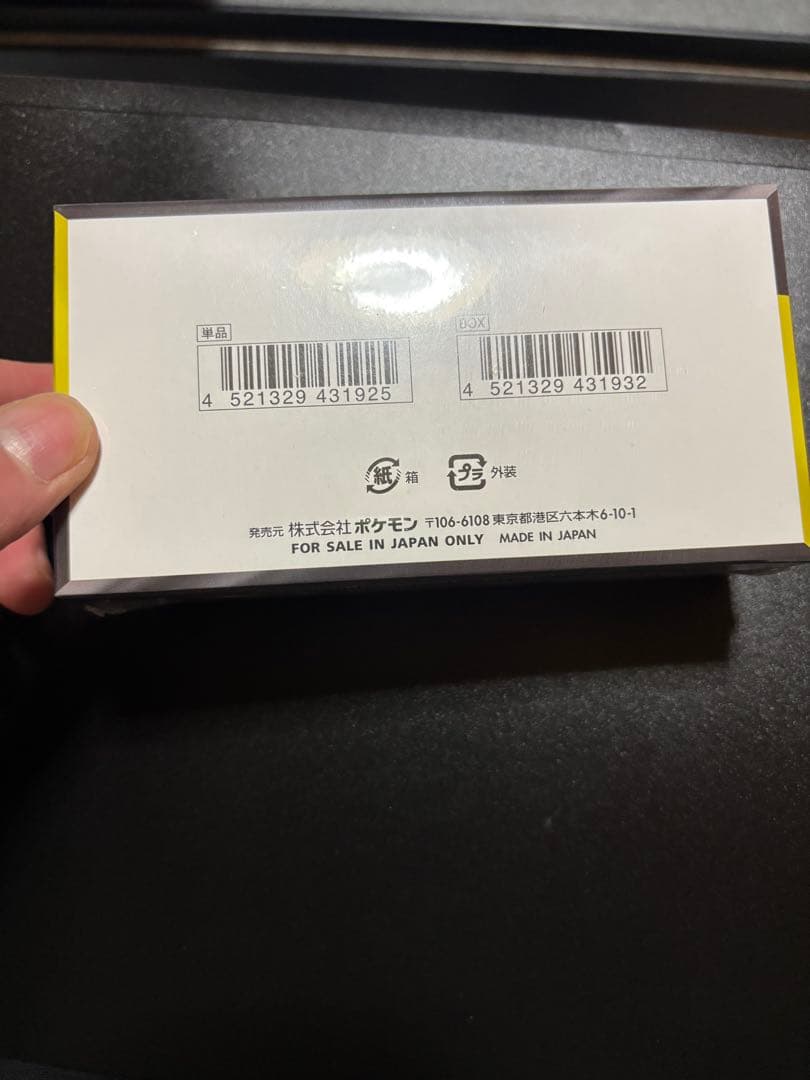 単品
BOX
4 521329 431925
4 521329 431932
紙 箱
プラ 外装
発売元 株式会社ポケモン 〒106-6108 東京都港区六本木6-10-1
FOR SALE IN JAPAN ONLY MADE IN JAPAN